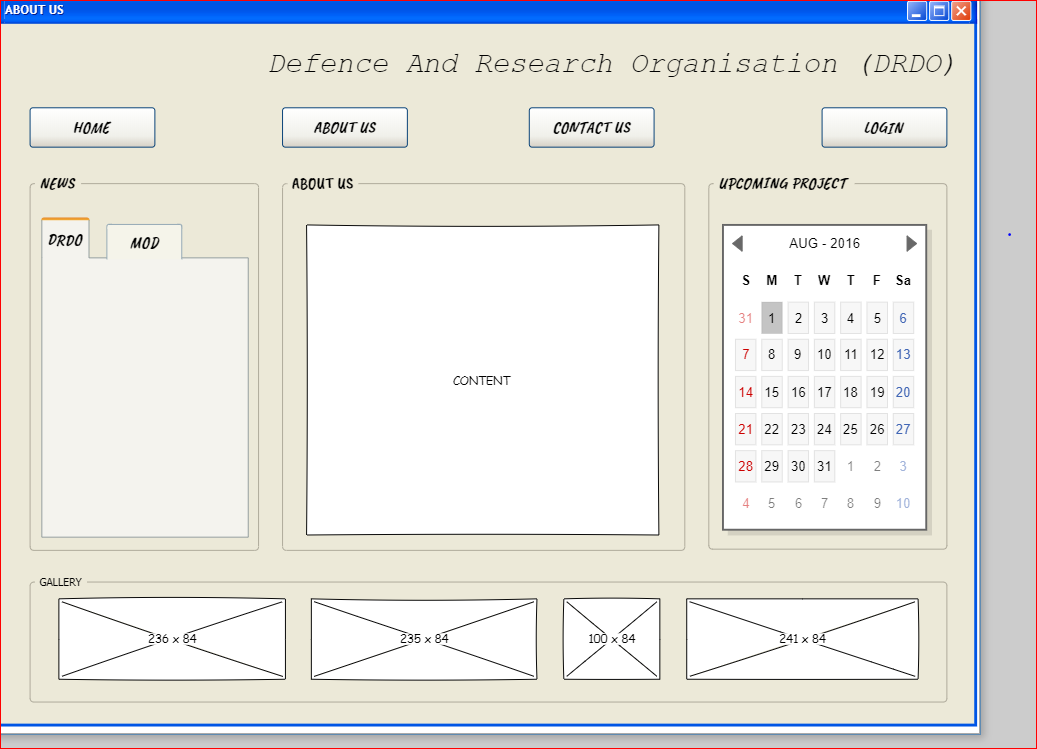 ABOUT US
Defence And Research Organisation (DRDO)
HOME ABOUT US CONTACT US LOGIN
NEWS
DRDO MOD
ABOUT US
CONTENT
UPCOMING PROJECT
AUG - 2016
S M T W T F Sa
31 1 2 3 4 5 6
7 8 9 10 11 12 13
14 15 16 17 18 19 20
21 22 23 24 25 26 27
28 29 30 31 1 2 3
4 5 6 7 8 9 10
GALLERY
236 x 84 235 x 84 100 x 84 241 x 84